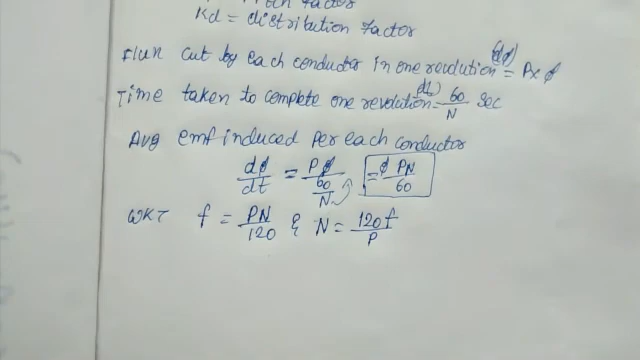 factor
Kd = distribution factor
Flux cut by each conductor in one revolution (dφ) = P×φ
Time taken to complete one revolution (dt) = 60/N sec
Avg emf induced per each conductor
dφ/dt = Pφ/(60/N) = φPN/60
WKT f = PN/120 & N = 120f/P